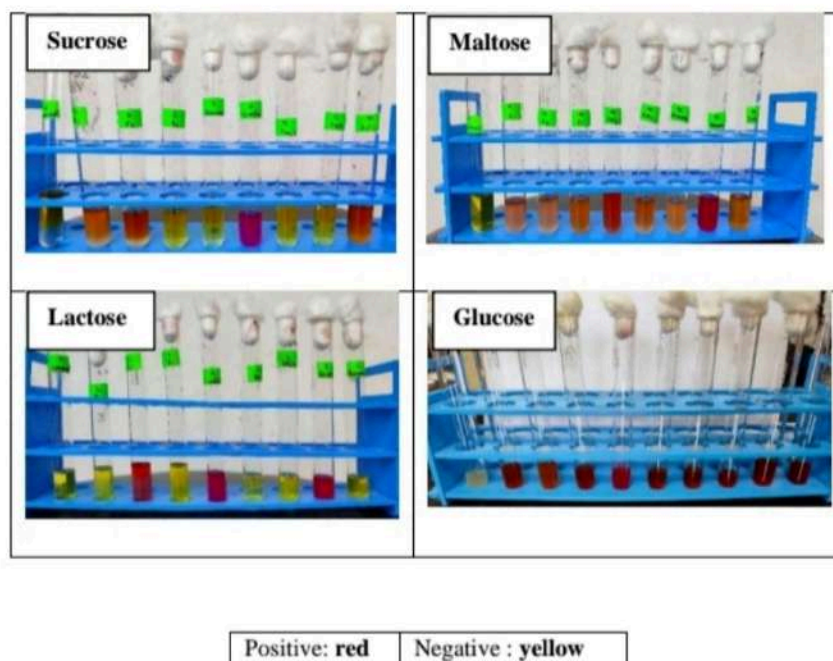 Sucrose
Maltose
Lactose
Glucose
Positive: red
Negative : yellow